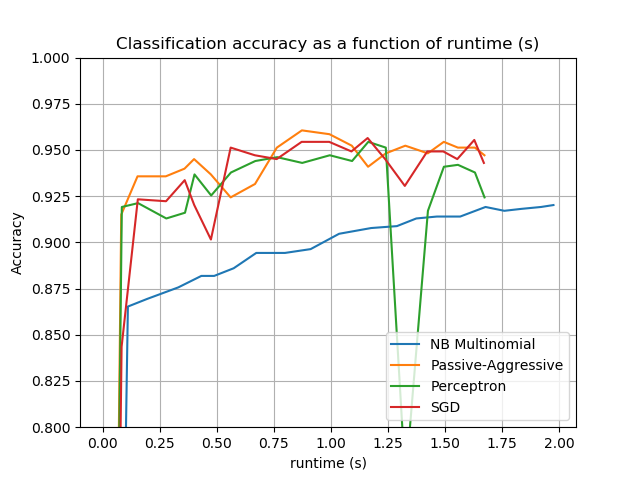 Classification accuracy as a function of runtime (s)
1.000
0.975
0.950
0.925
0.900
0.875
0.850
0.825
0.800
Accuracy
NB Multinomial
Passive-Aggressive
Perceptron
SGD
0.00 0.25 0.50 0.75 1.00 1.25 1.50 1.75 2.00
runtime (s)